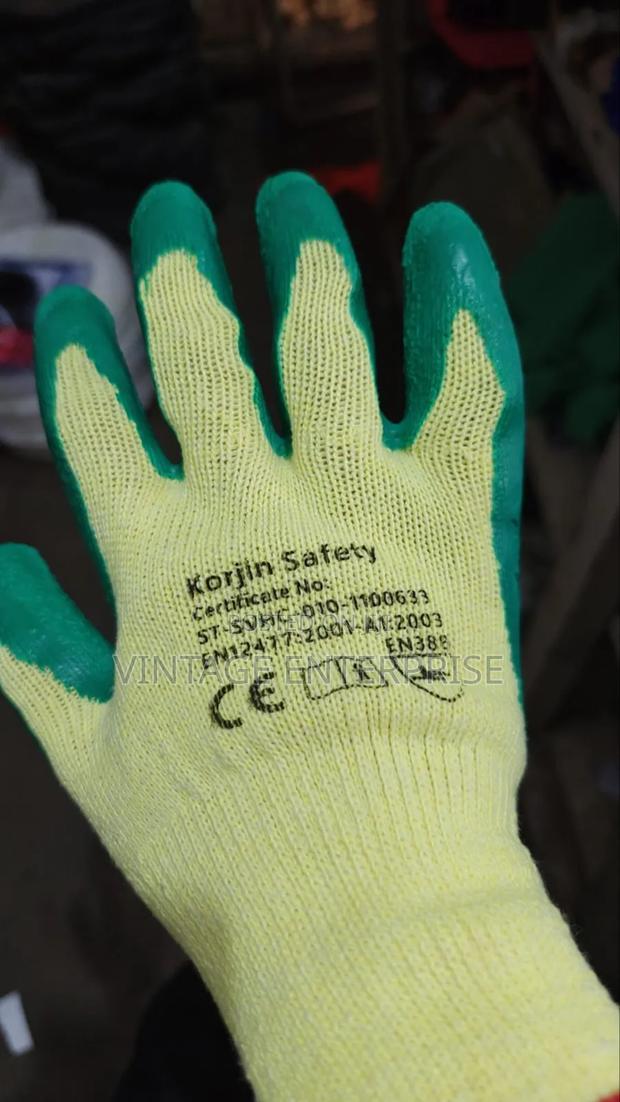 Korjin Safety
Certificate No:
ST-SVHC-010-1100633
EN12477:2001-A1:2003
EN388
CE
VINTAGE ENTERPRISE